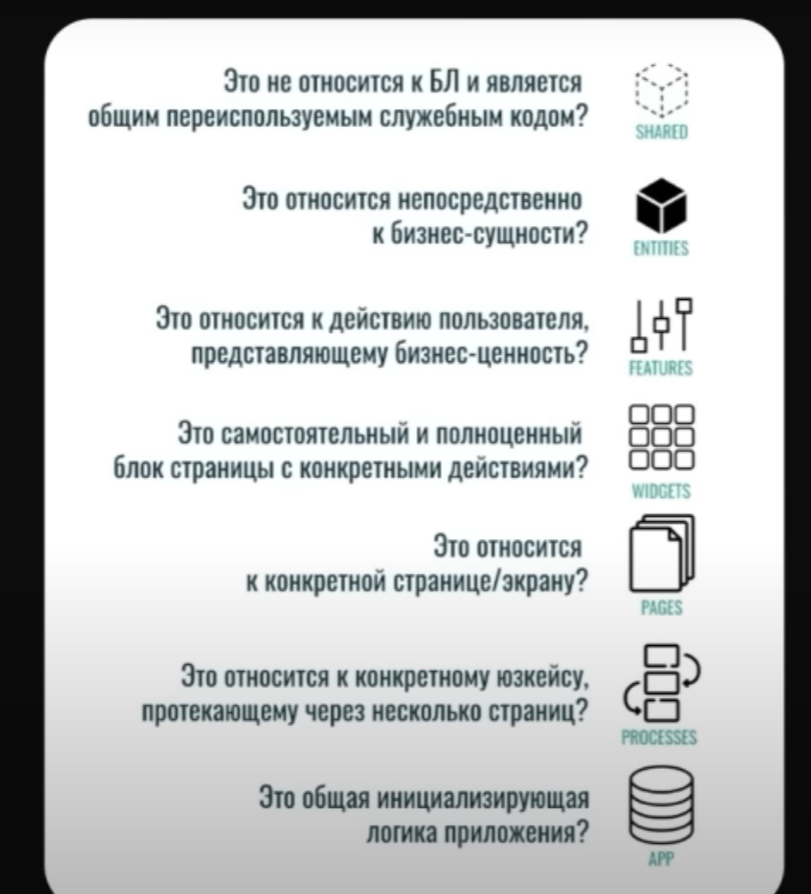 Это не относится к БЛ и является
общим переиспользуемым служебным кодом?
SHARED
Это относится непосредственно
к бизнес-сущности?
ENTITIES
Это относится к действию пользователя,
представляющему бизнес-ценность?
FEATURES
Это самостоятельный и полноценный
блок страницы с конкретными действиями?
WIDGETS
Это относится
к конкретной странице/экрану?
PAGES
Это относится к конкретному юзкейсу,
протекающему через несколько страниц?
PROCESSES
Это общая инициализирующая
логика приложения?
APP